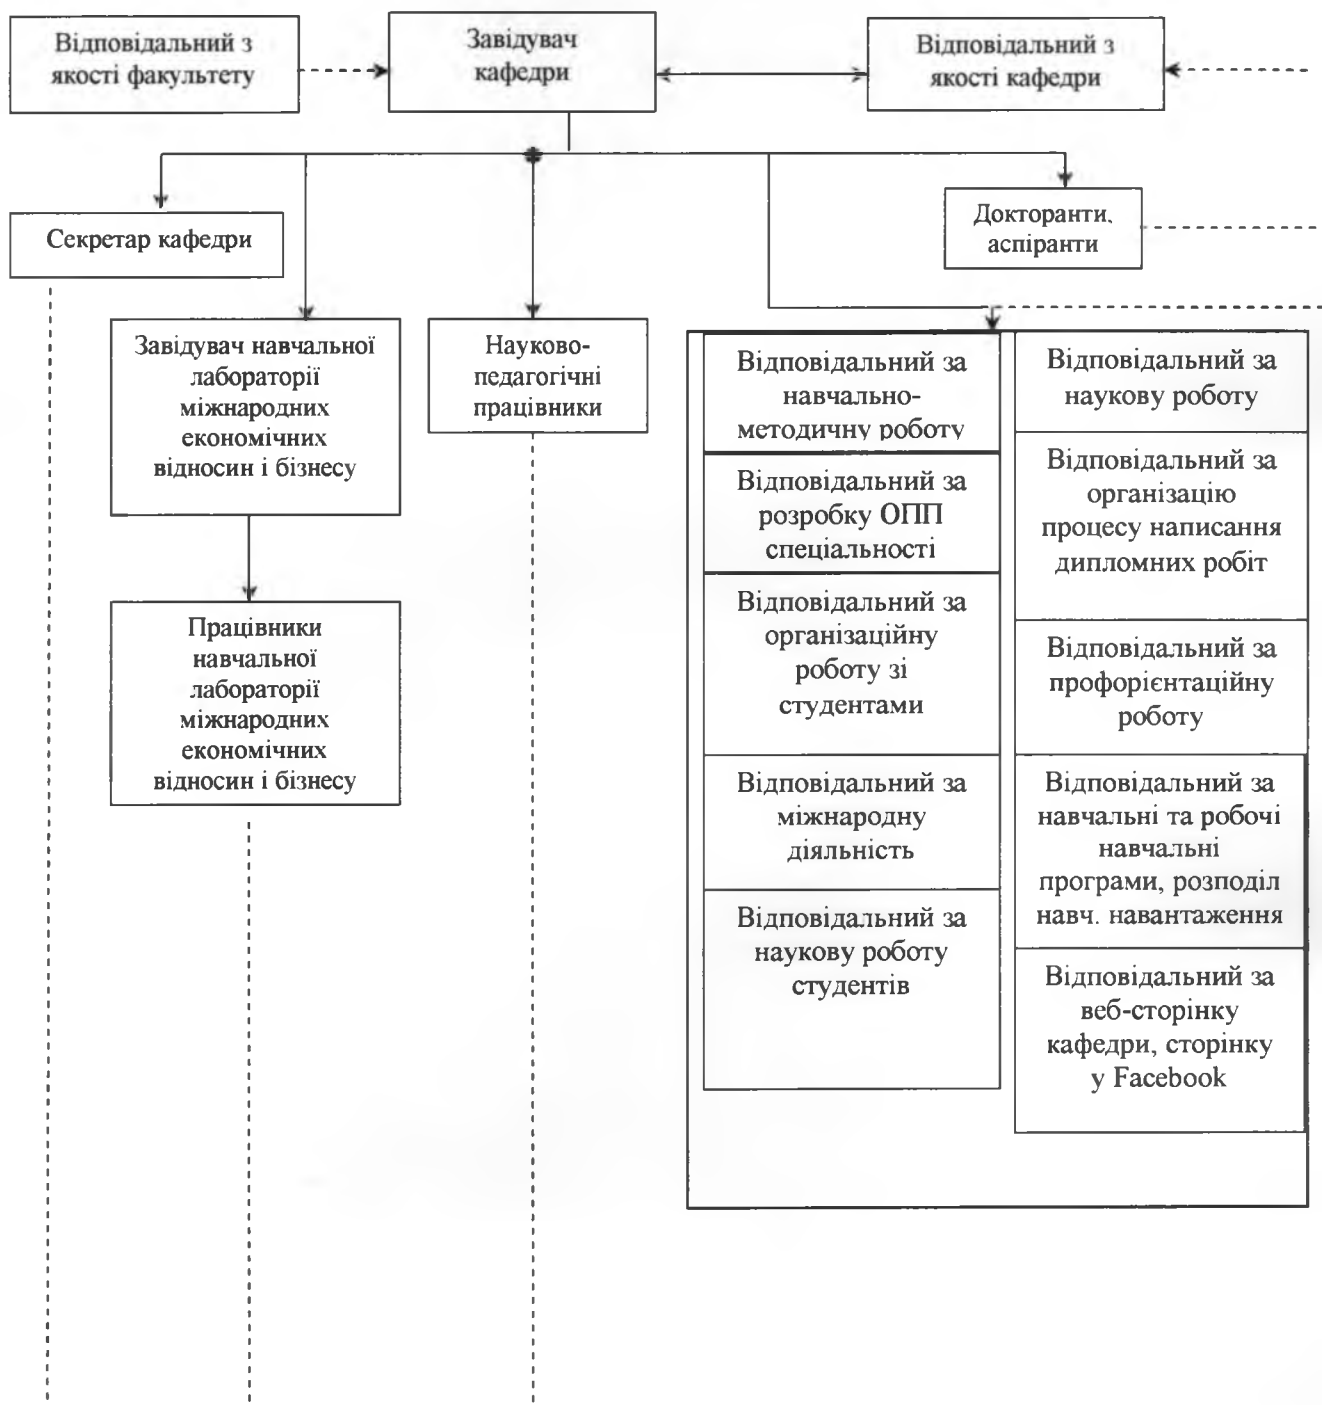 Відповідальний з
якості факультету
Завідувач
кафедри
Відповідальний з
якості кафедри
Секретар кафедри
Докторанти,
аспіранти
Завідувач навчальної
лабораторії
міжнародних
економічних
відносин і бізнесу
Науково-
педагогічні
працівники
Працівники
навчальної
лабораторії
міжнародних
економічних
відносин і бізнесу
Відповідальний за
навчально-
методичну роботу
Відповідальний за
розробку ОПП
спеціальності
Відповідальний за
організаційну
роботу зі
студентами
Відповідальний за
міжнародну
діяльність
Відповідальний за
наукову роботу
студентів
Відповідальний за
наукову роботу
Відповідальний за
організацію
процесу написання
дипломних робіт
Відповідальний за
профорієнтаційну
роботу
Відповідальний за
навчальні та робочі
навчальні
програми, розподіл
навч. навантаження
Відповідальний за
веб-сторінку
кафедри, сторінку
у Facebook